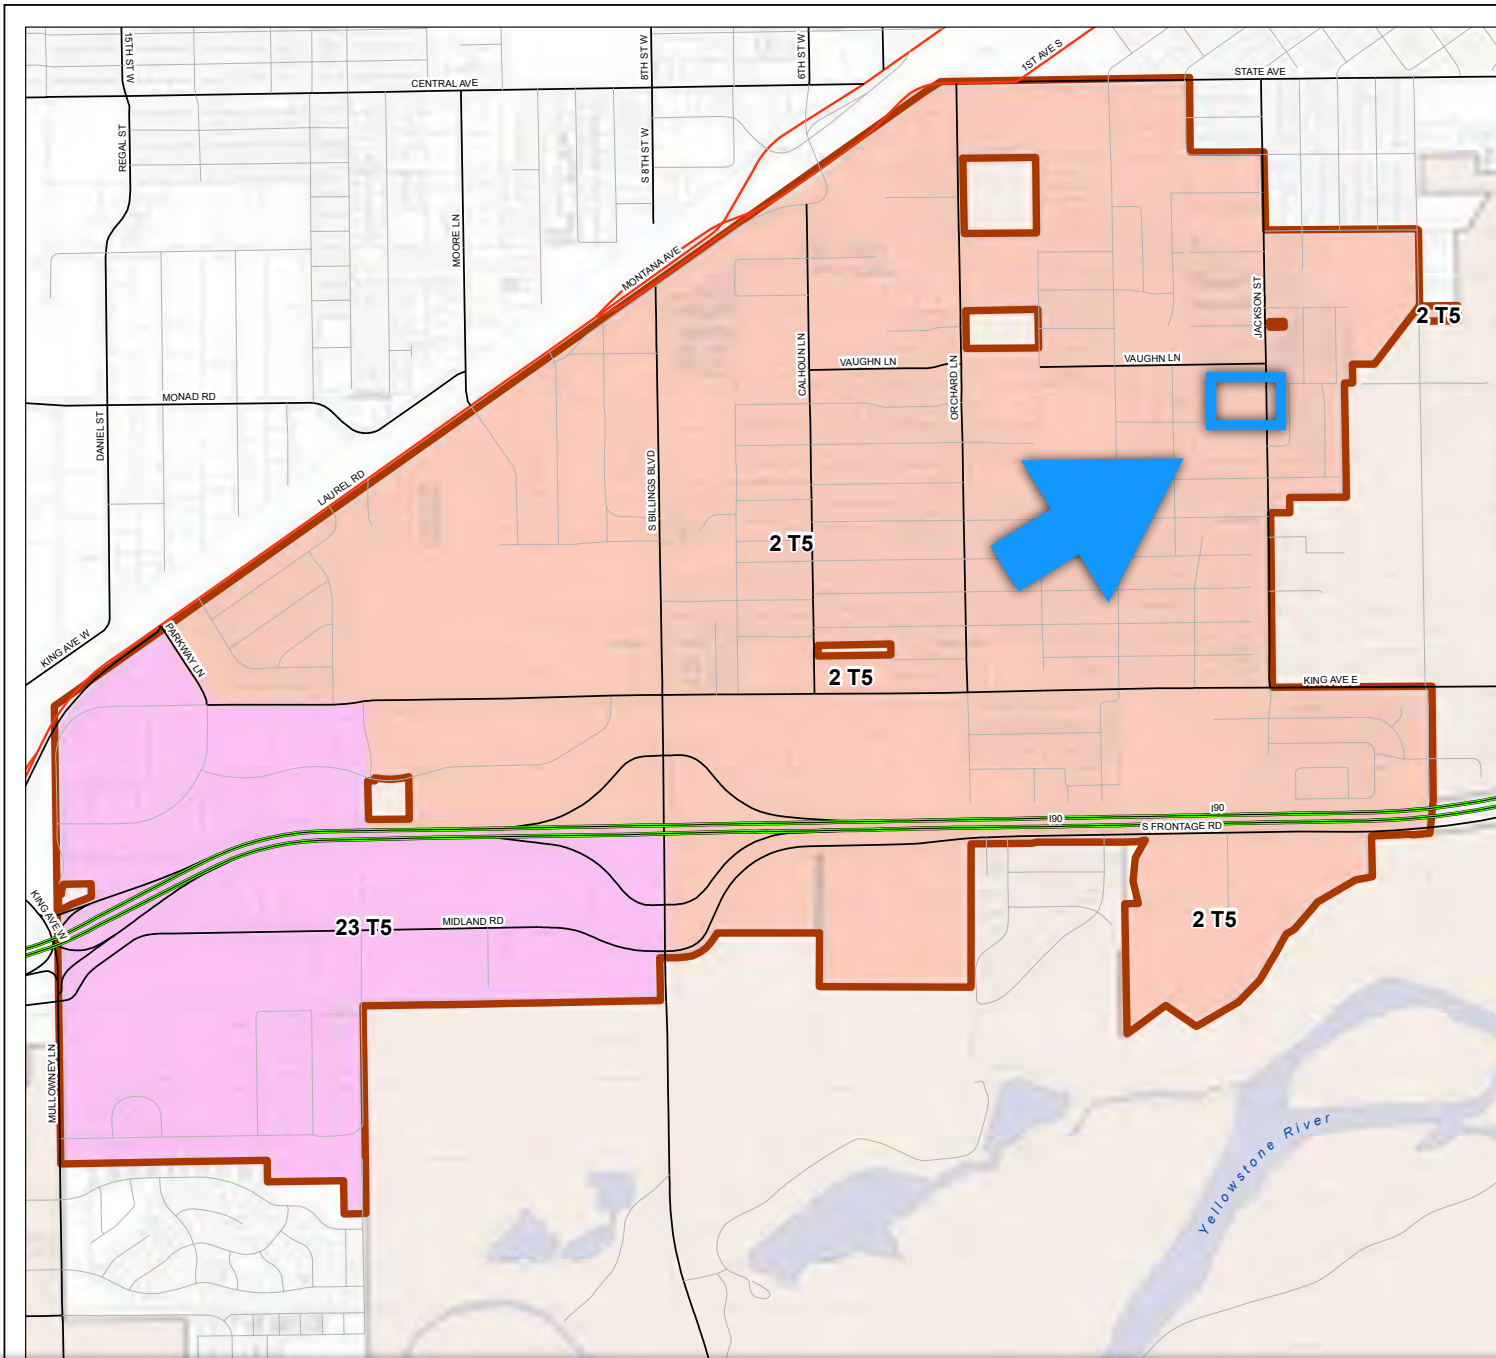 15TH ST W
8TH ST W
6TH ST W
1ST AVE S
STATE AVE
CENTRAL AVE
REGAL ST
S 8TH ST W
MOORE LN
MONTANA AVE
JACKSON ST
2 T5
CALHOUN LN
VAUGHN LN
ORCHARD LN
VAUGHN LN
MONAD RD
DANIEL ST
LAUREL RD
S BILLINGS BLVD
2 T5
KING AVE W
PARKWAY LN
2 T5
KING AVE E
I90
I90
S FRONTAGE RD
KING AVE W
23 T5
MIDLAND RD
2 T5
MULLOWNEY LN
Yellowstone River